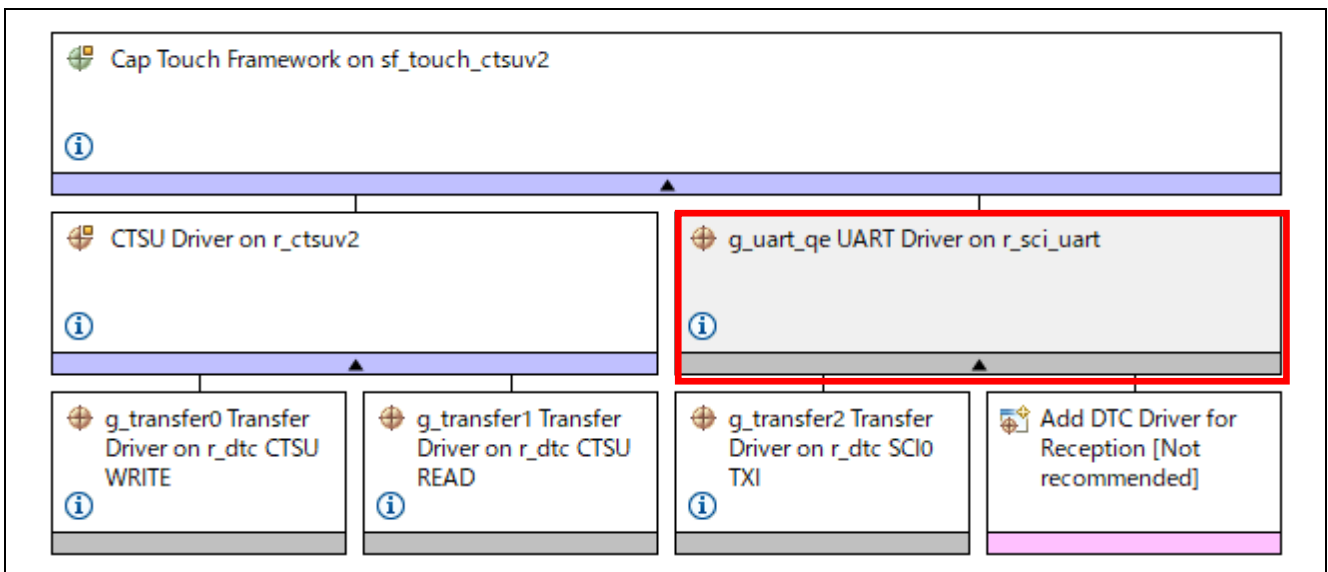 Cap Touch Framework on sf_touch_ctsuv2
CTSU Driver on r_ctsuv2
g_uart_qe UART Driver on r_sci_uart
g_transfer0 Transfer
Driver on r_dtc CTSU
WRITE
g_transfer1 Transfer
Driver on r_dtc CTSU
READ
g_transfer2 Transfer
Driver on r_dtc SCI0
TXI
Add DTC Driver for
Reception [Not
recommended]